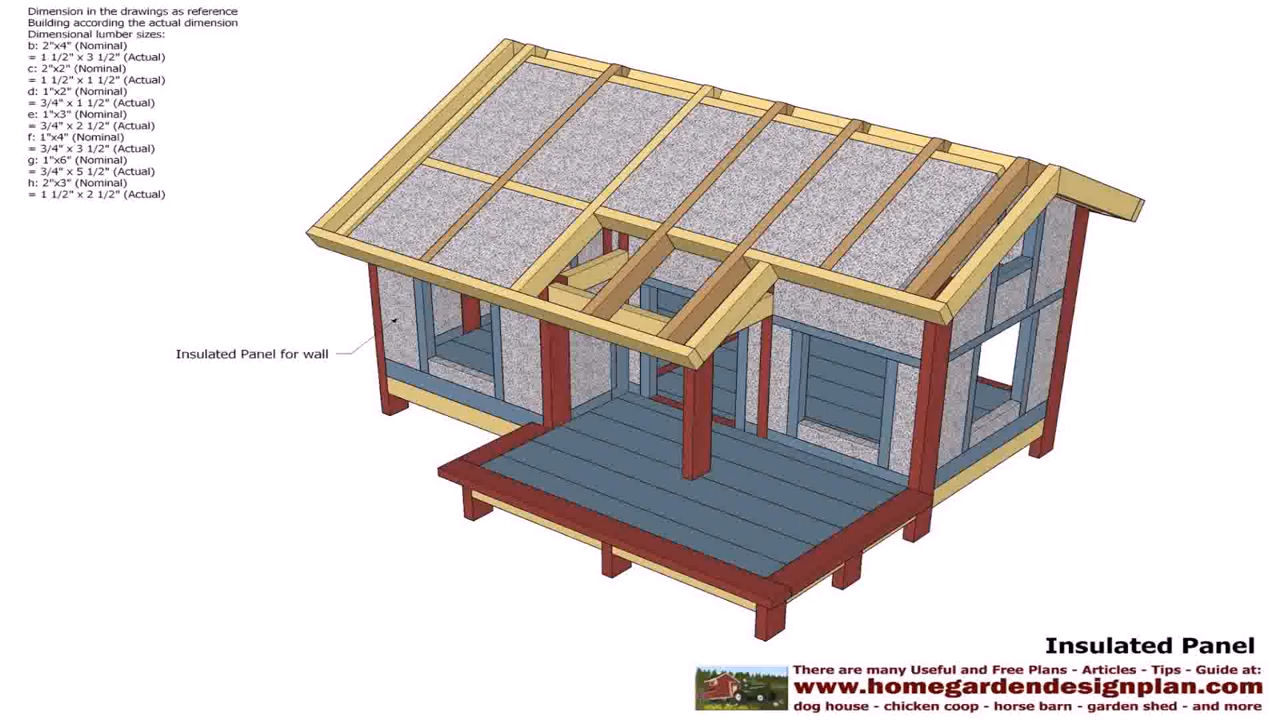 Dimension in the drawings as reference
Building according the actual dimension
Dimensional lumber sizes:
b: 2"x4" (Nominal)
= 1 1/2" x 3 1/2" (Actual)
c: 2"x2" (Nominal)
= 1 1/2" x 1 1/2" (Actual)
d: 1"x2" (Nominal)
= 3/4" x 1 1/2" (Actual)
e: 1"x3" (Nominal)
= 3/4" x 2 1/2" (Actual)
f: 1"x4" (Nominal)
= 3/4" x 3 1/2" (Actual)
g: 1"x6" (Nominal)
= 3/4" x 5 1/2" (Actual)
h: 2"x3" (Nominal)
= 1 1/2" x 2 1/2" (Actual)
Insulated Panel for wall
Insulated Panel
There are many Useful and Free Plans - Articles - Tips - Guide at:
www.homegardendesignplan.com
dog house - chicken coop - horse barn - garden shed - and more